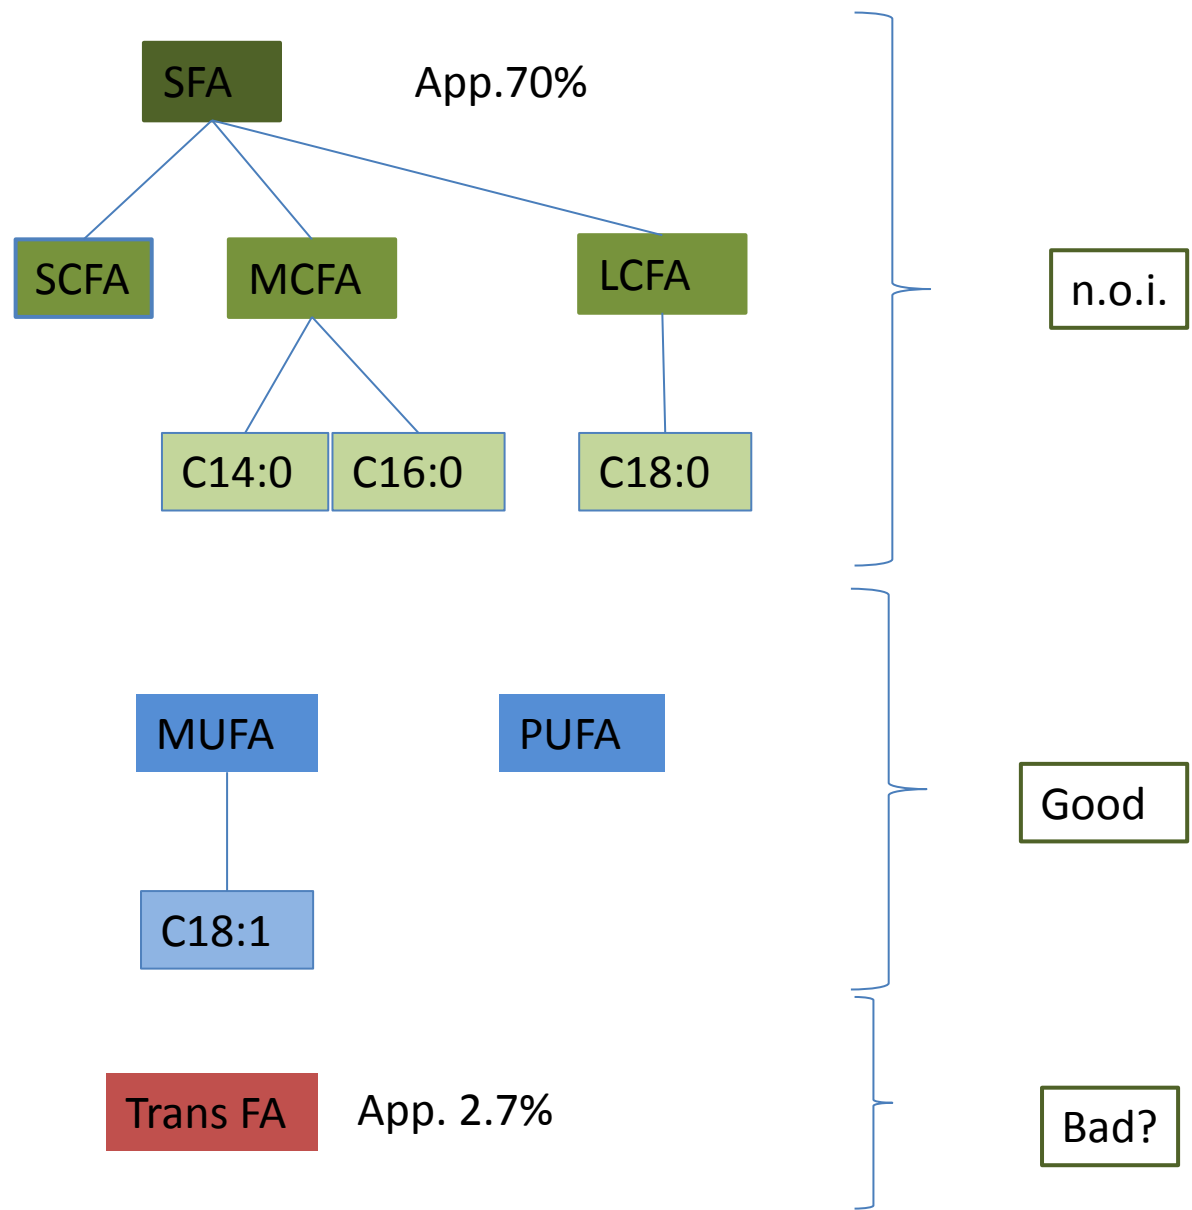 SFA
App.70%
SCFA
MCFA
LCFA
n.o.i.
C14:0
C16:0
C18:0
MUFA
PUFA
Good
C18:1
Trans FA
App. 2.7%
Bad?